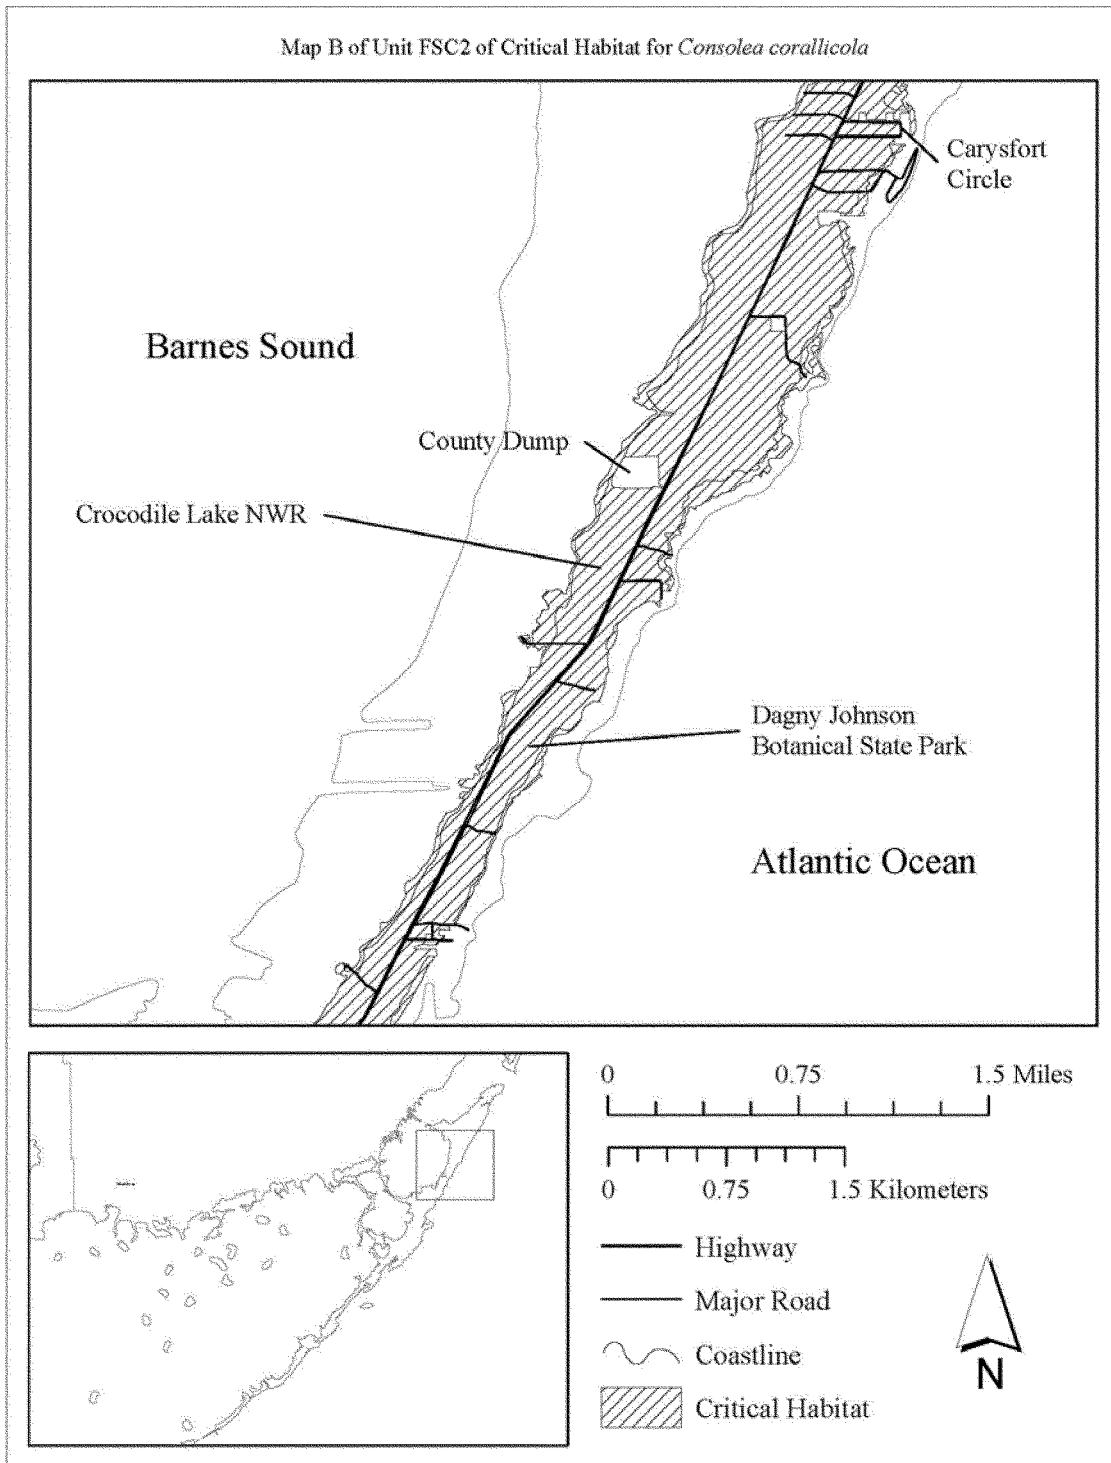 Map B of Unit FSC2 of Critical Habitat for Consolea corallicola
Carysfort
Circle
Barnes Sound
County Dump
Crocodile Lake NWR
Dagny Johnson
Botanical State Park
Atlantic Ocean
0 0.75 1.5 Miles
0 0.75 1.5 Kilometers
Highway
Major Road
Coastline
Critical Habitat
N